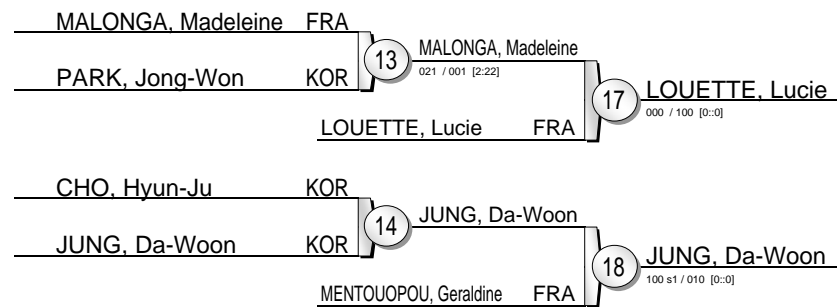 MALONGA, Madeleine FRA
13
MALONGA, Madeleine
021 / 001 [2:22]
PARK, Jong-Won KOR
17
LOUETTE, Lucie
000 / 100 [0::0]
LOUETTE, Lucie FRA
CHO, Hyun-Ju KOR
14
JUNG, Da-Woon
JUNG, Da-Woon KOR
18
JUNG, Da-Woon
100 s1 / 010 [0::0]
MENTOUOPOU, Geraldine FRA